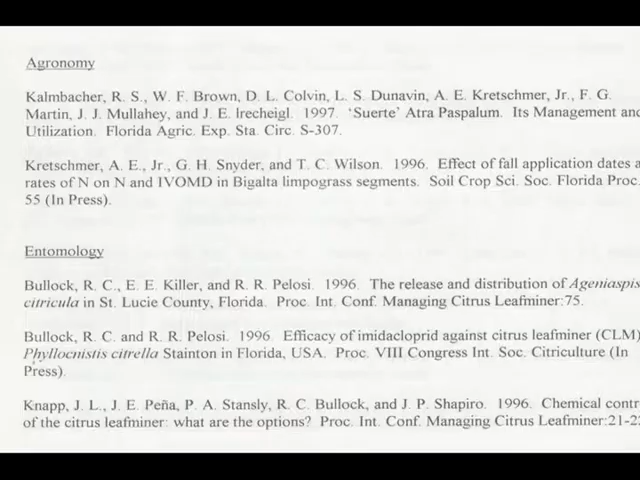 Agronomy
Kalmbacher, R. S., W. F. Brown, D. L. Colvin, L. S. Dunavin, A. E. Kretschmer, Jr., F. G.
Martin, J. J. Mullahey, and J. E. Irecheigl. 1997. 'Suerte' Atra Paspalum. Its Management and
Utilization. Florida Agric. Exp. Sta. Circ. S-307.
Kretschmer, A. E., Jr., G. H. Snyder, and T. C. Wilson. 1996. Effect of fall application dates a
rates of N on N and IVOMD in Bigalta limpograss segments. Soil Crop Sci. Soc. Florida Proc.
55 (In Press).
Entomology
Bullock, R. C., E. E. Killer, and R. R. Pelosi. 1996. The release and distribution of Ageniaspis
citricula in St. Lucie County, Florida. Proc. Int. Conf. Managing Citrus Leafminer:75.
Bullock, R. C. and R. R. Pelosi. 1996. Efficacy of imidacloprid against citrus leafminer (CLM)
Phyllocnistis citrella Stainton in Florida, USA. Proc. VIII Congress Int. Soc. Citriculture (In
Press).
Knapp, J. L., J. E. Peña, P. A. Stansly, R. C. Bullock, and J. P. Shapiro. 1996. Chemical contr
of the citrus leafminer: what are the options? Proc. Int. Conf. Managing Citrus Leafminer:21-2